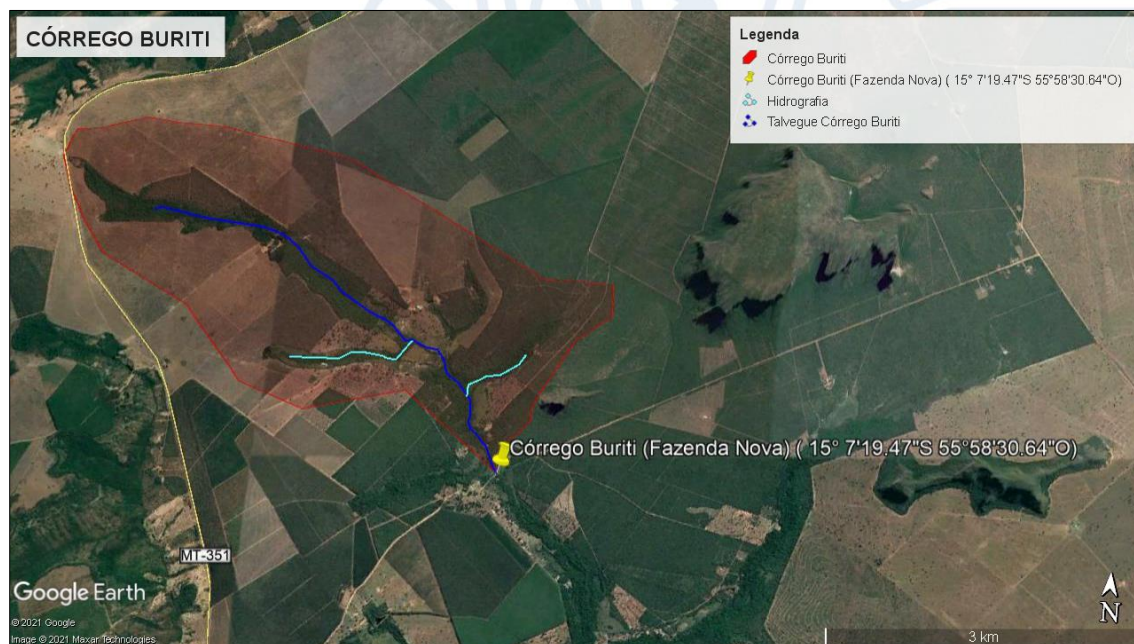 CÓRREGO BURITI
Legenda
Córrego Buriti
Córrego Buriti (Fazenda Nova) ( 15° 7'19.47"S 55°58'30.64"O)
Hidrografia
Talvegue Córrego Buriti
Córrego Buriti (Fazenda Nova) ( 15° 7'19.47"S 55°58'30.64"O)
MT-351
Google Earth
© 2021 Google
Image © 2021 Maxar Technologies
N
3 km